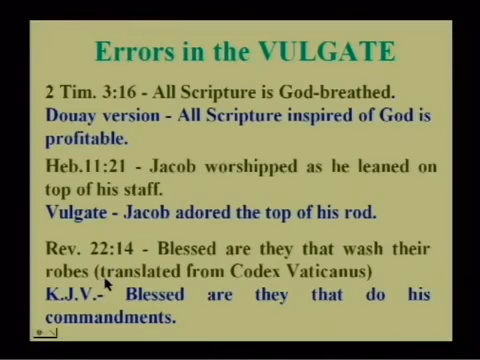 Errors in the VULGATE
2 Tim. 3:16 - All Scripture is God-breathed.
Douay version - All Scripture inspired of God is
profitable.
Heb.11:21 - Jacob worshipped as he leaned on
top of his staff.
Vulgate - Jacob adored the top of his rod.
Rev. 22:14 - Blessed are they that wash their
robes (translated from Codex Vaticanus)
K.J.V.- Blessed are they that do his
commandments.